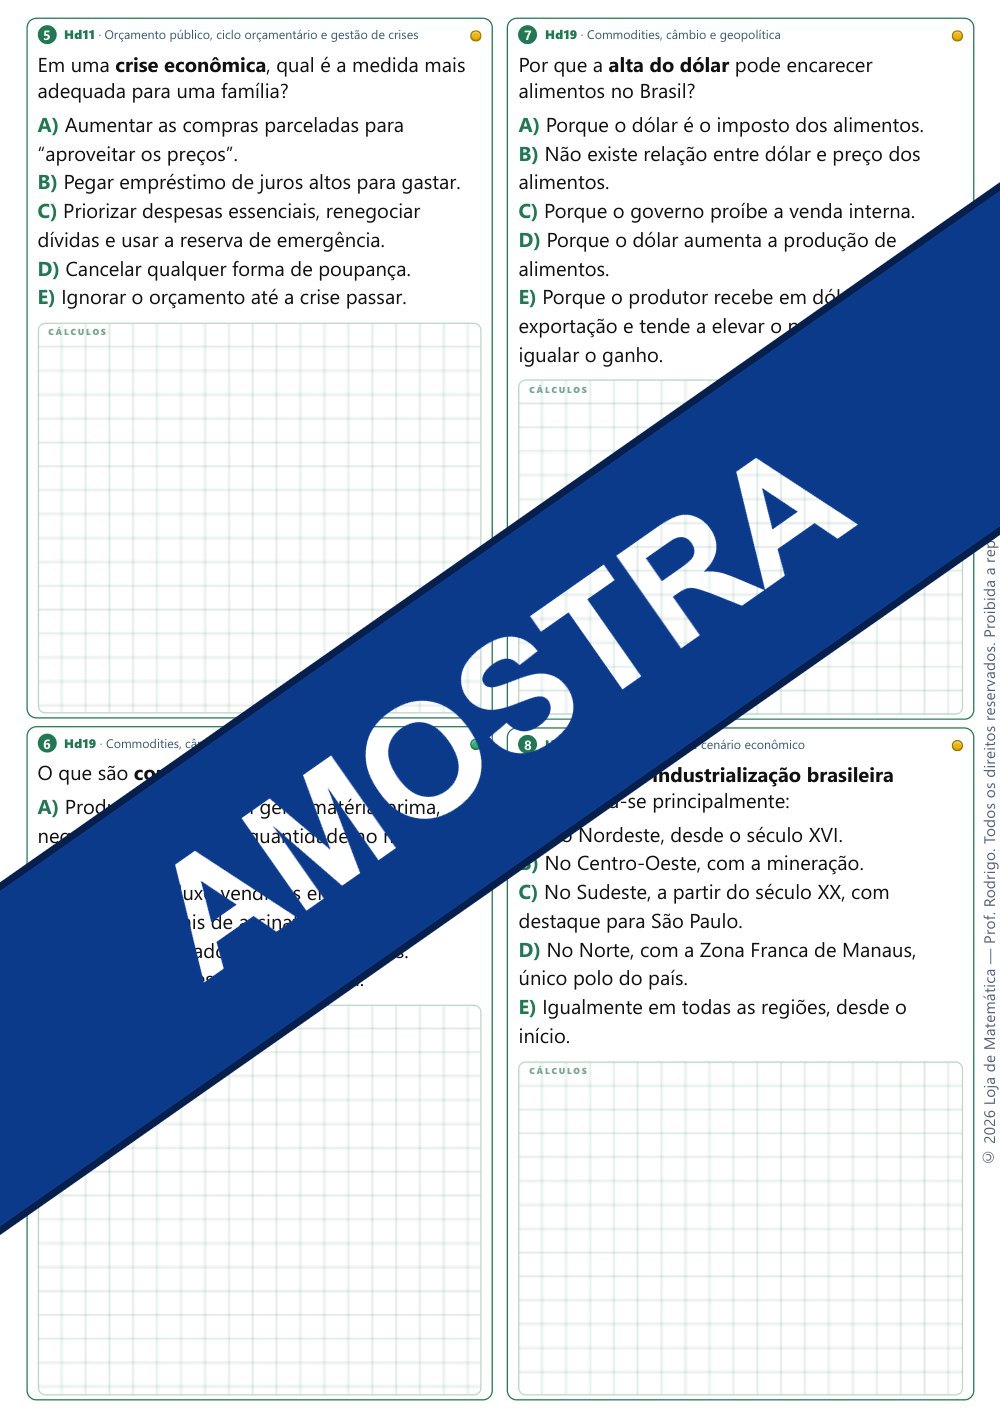 5 Hd11 · Orçamento público, ciclo orçamentário e gestão de crises
Em uma crise econômica, qual é a medida mais
adequada para uma família?
A) Aumentar as compras parceladas para
“aproveitar os preços”.
B) Pegar empréstimo de juros altos para gastar.
C) Priorizar despesas essenciais, renegociar
dívidas e usar a reserva de emergência.
D) Cancelar qualquer forma de poupança.
E) Ignorar o orçamento até a crise passar.
CÁLCULOS
6 Hd19 · Commodities,
O que são
A)
7 Hd19 · Commodities, câmbio e geopolítica
Por que a alta do dólar pode encarecer
alimentos no Brasil?
A) Porque o dólar é o imposto dos alimentos.
B) Não existe relação entre dólar e preço dos
alimentos.
C) Porque o governo proíbe a venda interna.
D) Porque o dólar aumenta a produção de
alimentos.
E) Porque o produtor recebe em
exportação e tende a elevar o
igualar o ganho.
CÁLCULOS
8 cenário econômico
industrialização brasileira
principalmente:
Nordeste, desde o século XVI.
No Centro-Oeste, com a mineração.
C) No Sudeste, a partir do século XX, com
destaque para São Paulo.
D) No Norte, com a Zona Franca de Manaus,
único polo do país.
E) Igualmente em todas as regiões, desde o
início.
CÁLCULOS
AMOSTRA
© 2026 Loja de Matemática — Prof. Rodrigo. Todos os direitos reservados. Proibida a